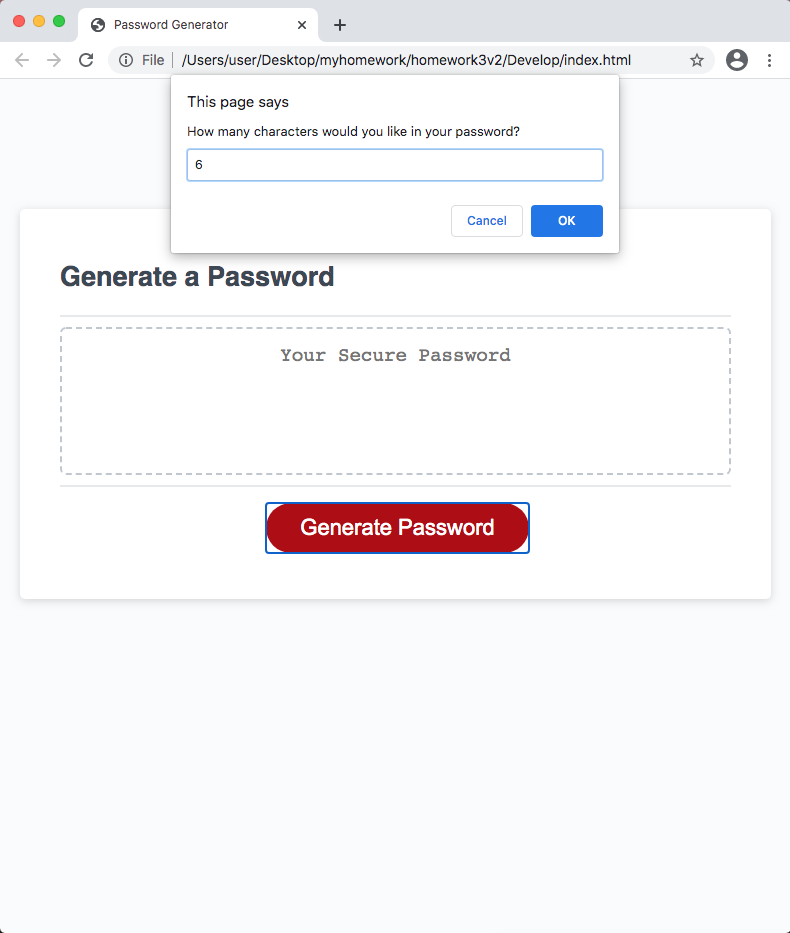 Password Generator
File
/Users/user/Desktop/myhomework/homework3v2/Develop/index.html
This page says
How many characters would you like in your password?
6
Cancel
OK
Generate a Password
Your Secure Password
Generate Password